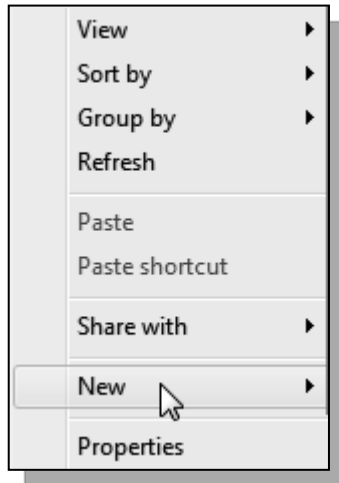 View
Sort by
Group by
Refresh
Paste
Paste shortcut
Share with
New
Properties